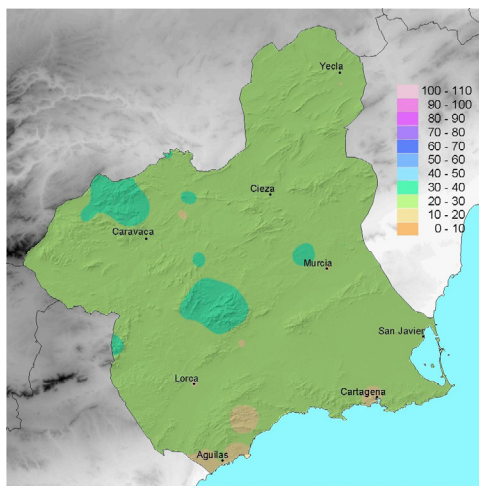 Yecla
100 - 110
90 - 100
80 - 90
70 - 80
60 - 70
50 - 60
40 - 50
30 - 40
20 - 30
10 - 20
0 - 10
Cieza
Caravaca
Murcia
San Javier
Lorca
Cartagena
Aguilas